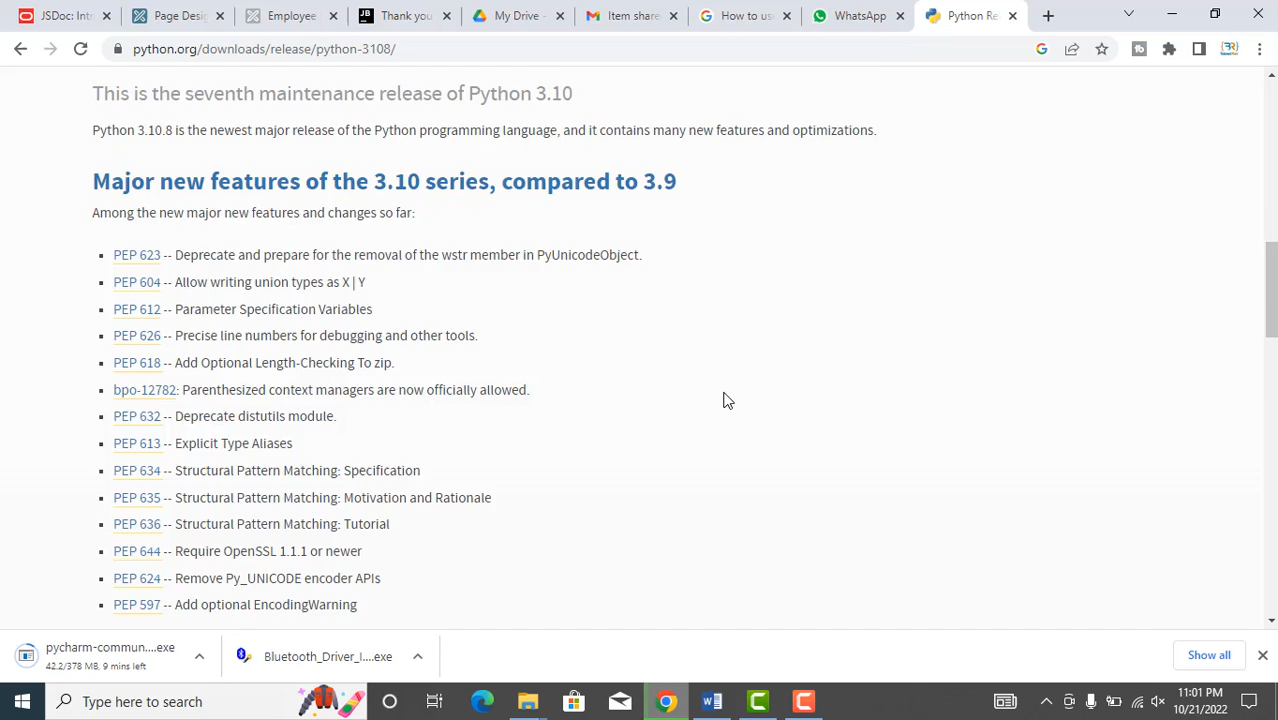 JSDoc: Intr
Page Desig
Employee
Thank you
My Drive -
Item share
How to use
WhatsApp
Python Rel
python.org/downloads/release/python-3108/
This is the seventh maintenance release of Python 3.10
Python 3.10.8 is the newest major release of the Python programming language, and it contains many new features and optimizations.
Major new features of the 3.10 series, compared to 3.9
Among the new major new features and changes so far:
PEP 623 -- Deprecate and prepare for the removal of the wstr member in PyUnicodeObject.
PEP 604 -- Allow writing union types as X | Y
PEP 612 -- Parameter Specification Variables
PEP 626 -- Precise line numbers for debugging and other tools.
PEP 618 -- Add Optional Length-Checking To zip.
bpo-12782: Parenthesized context managers are now officially allowed.
PEP 632 -- Deprecate distutils module.
PEP 613 -- Explicit Type Aliases
PEP 634 -- Structural Pattern Matching: Specification
PEP 635 -- Structural Pattern Matching: Motivation and Rationale
PEP 636 -- Structural Pattern Matching: Tutorial
PEP 644 -- Require OpenSSL 1.1.1 or newer
PEP 624 -- Remove Py_UNICODE encoder APIs
PEP 597 -- Add optional EncodingWarning
pycharm-commun....exe
42.2/378 MB, 9 mins left
Bluetooth_Driver_I....exe
Show all
Type here to search
11:01 PM
10/21/2022